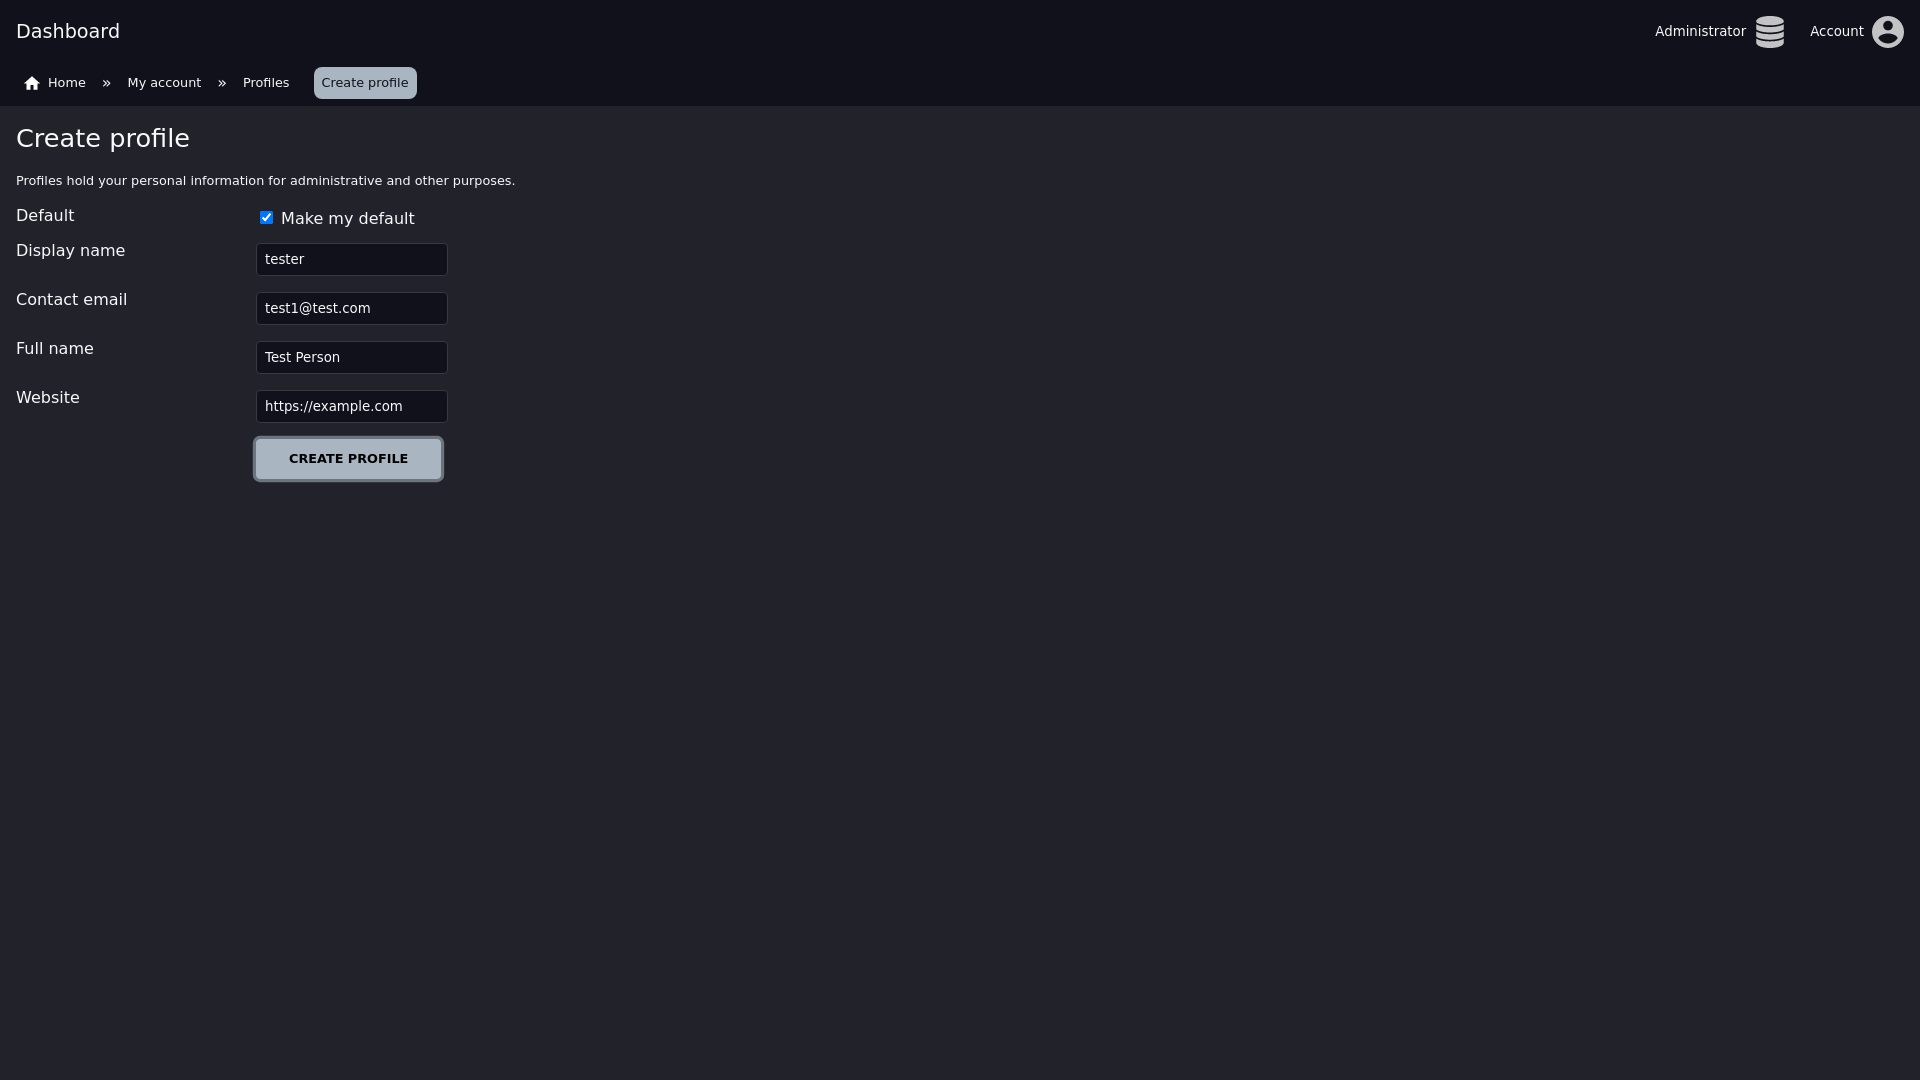 Dashboard
Administrator
Account
Home » My account » Profiles Create profile
Create profile
Profiles hold your personal information for administrative and other purposes.
Default
Make my default
Display name
tester
Contact email
test1@test.com
Full name
Test Person
Website
https://example.com
CREATE PROFILE